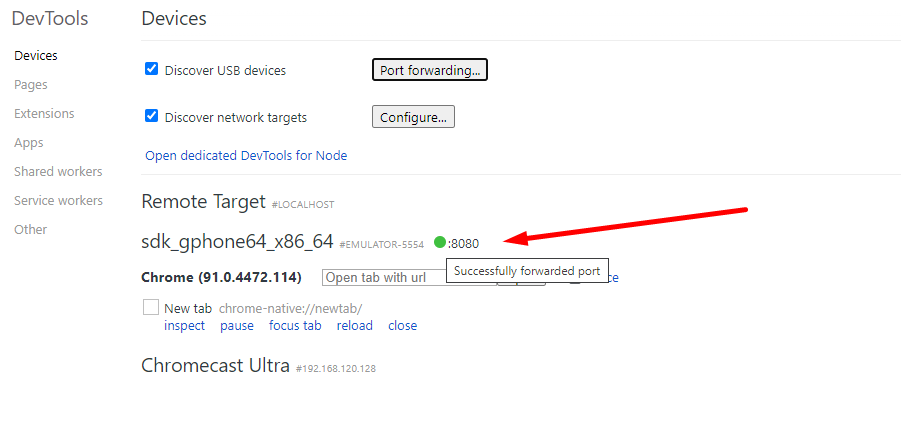 DevTools
Devices
Pages
Extensions
Apps
Shared workers
Service workers
Other
Devices
Discover USB devices Port forwarding...
Discover network targets Configure...
Open dedicated DevTools for Node
Remote Target #LOCALHOST
sdk_gphone64_x86_64 #EMULATOR-5554 :8080
Successfully forwarded port
Chrome (91.0.4472.114) Open tab with url
New tab chrome-native://newtab/
inspect pause focus tab reload close
Chromecast Ultra #192.168.120.128